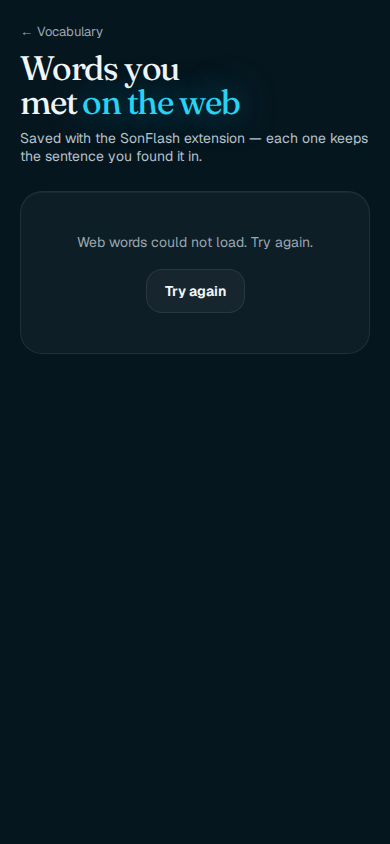 ← Vocabulary
Words you
met on the web
Saved with the SonFlash extension — each one keeps
the sentence you found it in.
Web words could not load. Try again.
Try again